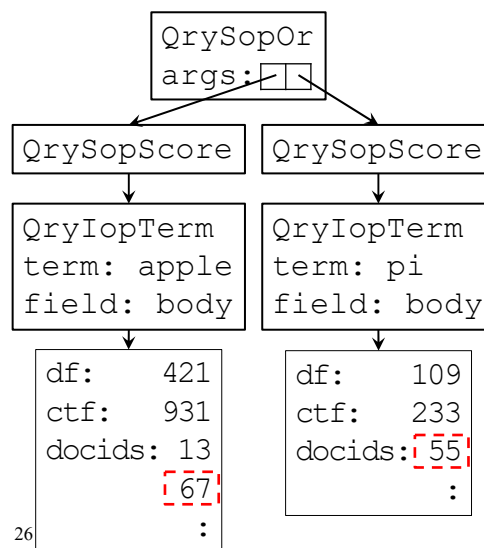 QrySopOr
args:
QrySopScore
QrySopScore
QryIopTerm
term: apple
field: body
QryIopTerm
term: pi
field: body
df: 421
ctf: 931
docids: 13
67
:
df: 109
ctf: 233
docids: 55
:
26